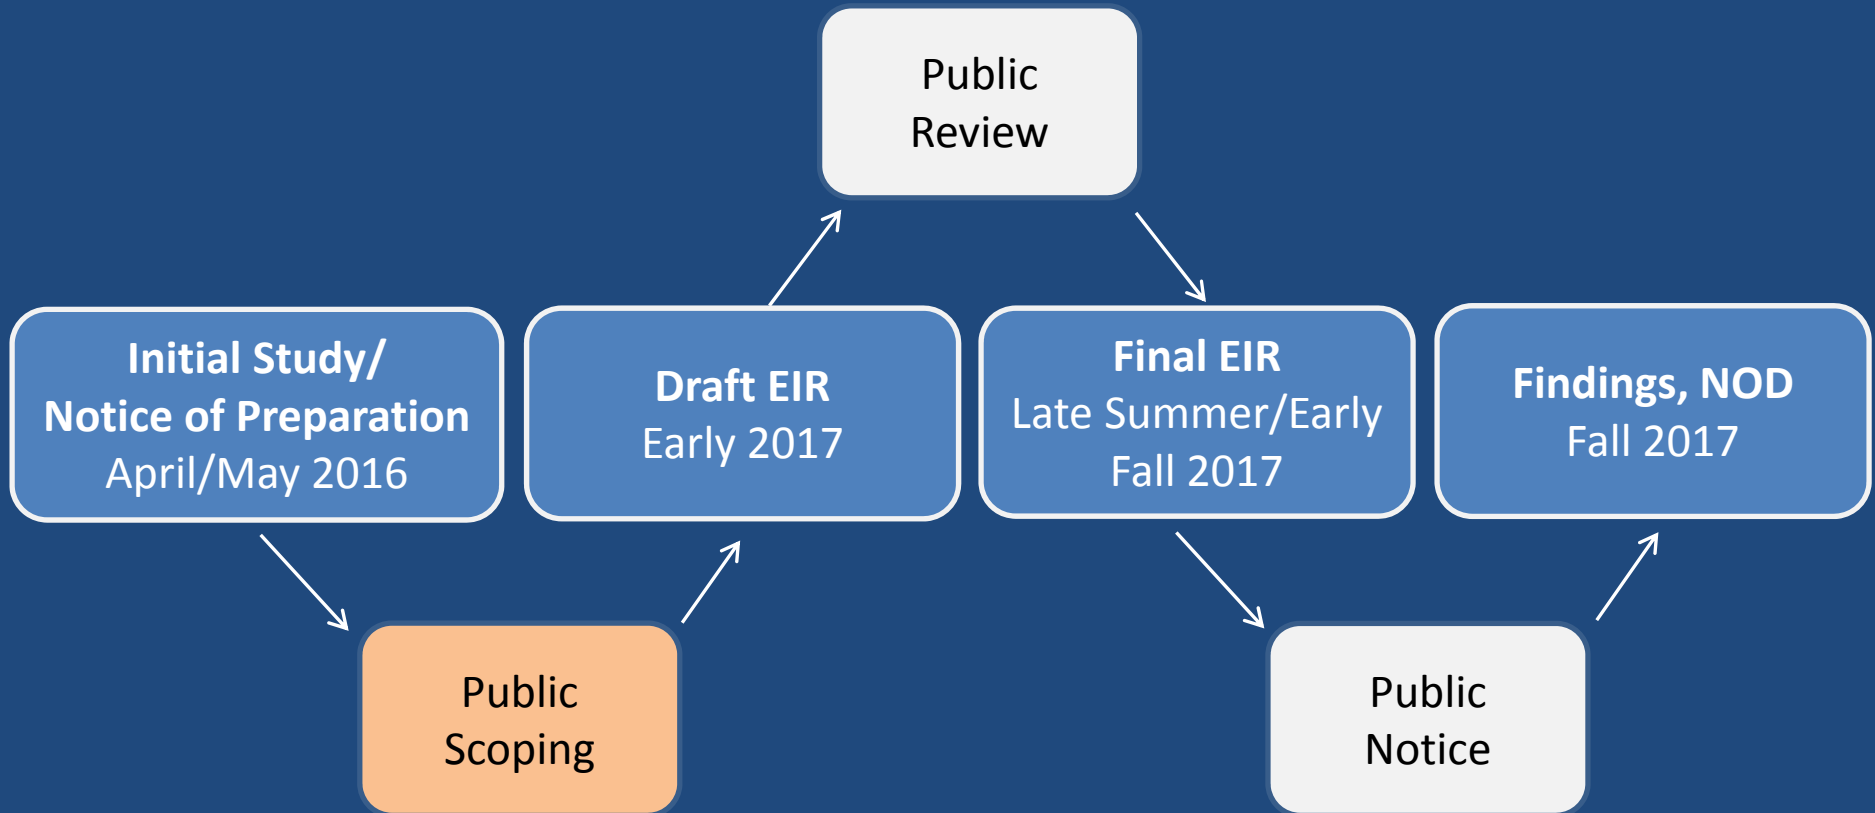 Public
Review
Initial Study/
Notice of Preparation
April/May 2016
Draft EIR
Early 2017
Final EIR
Late Summer/Early
Fall 2017
Findings, NOD
Fall 2017
Public
Scoping
Public
Notice